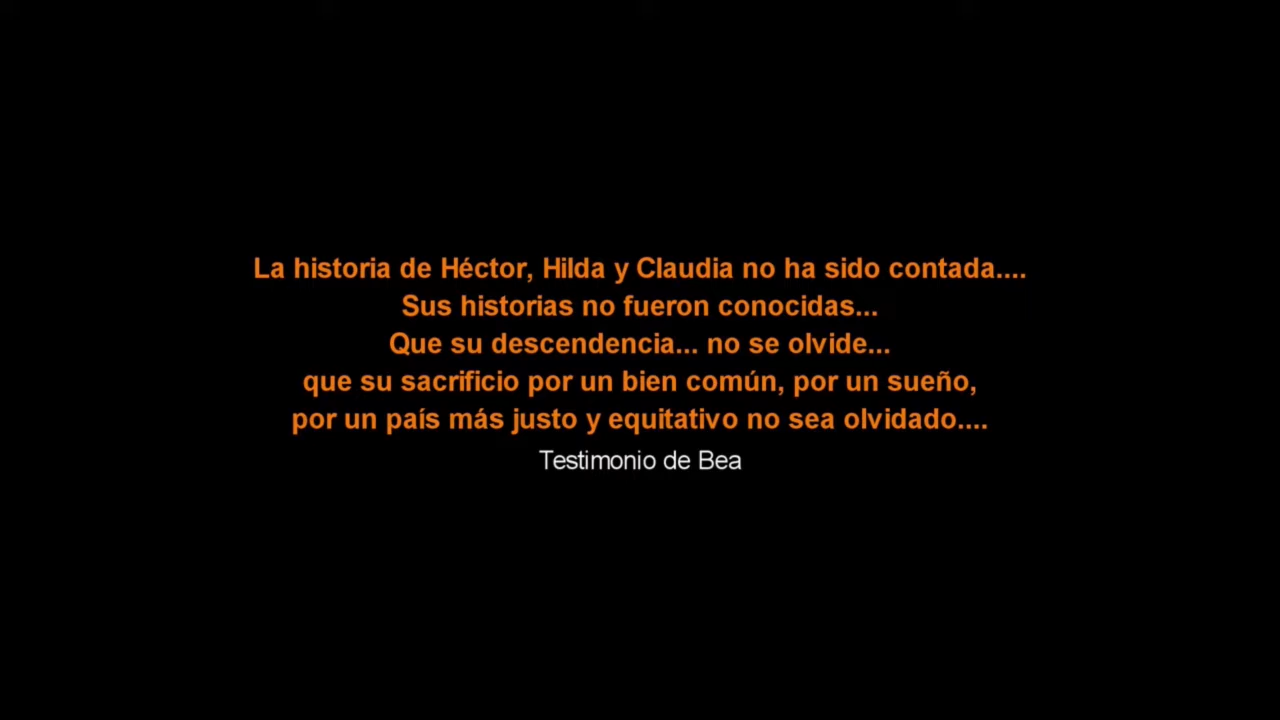 La historia de Héctor, Hilda y Claudia no ha sido contada....
Sus historias no fueron conocidas...
Que su descendencia... no se olvide...
que su sacrificio por un bien común, por un sueño,
por un país más justo y equitativo no sea olvidado....
Testimonio de Bea